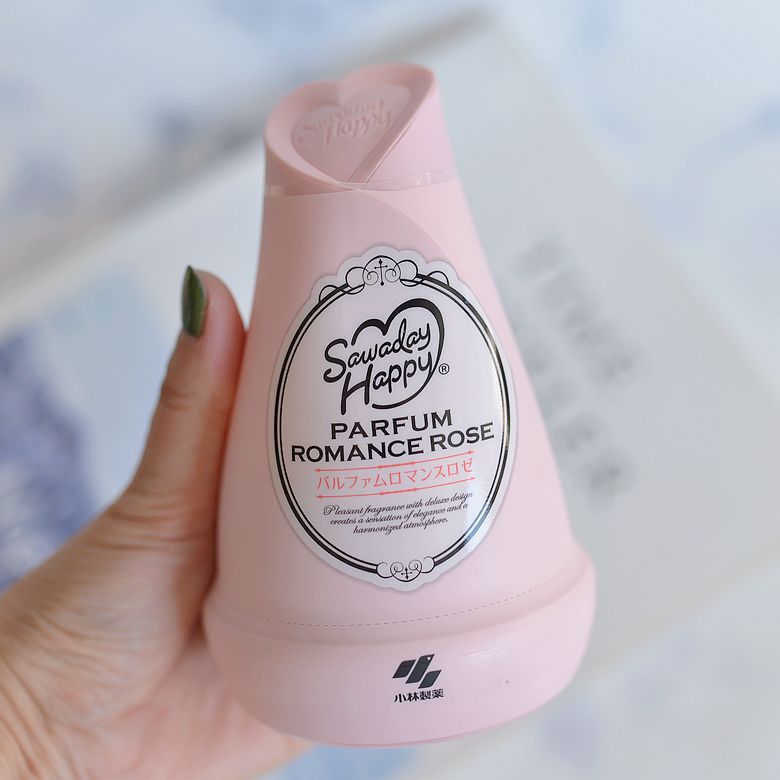 Sawaday
Happy
Sawaday
Happy®
PARFUM
ROMANCE ROSE
パルファムロマンスロゼ
Pleasant fragrance with deluxe design
creates a sensation of elegance and a
harmonized atmosphere.
小林製薬